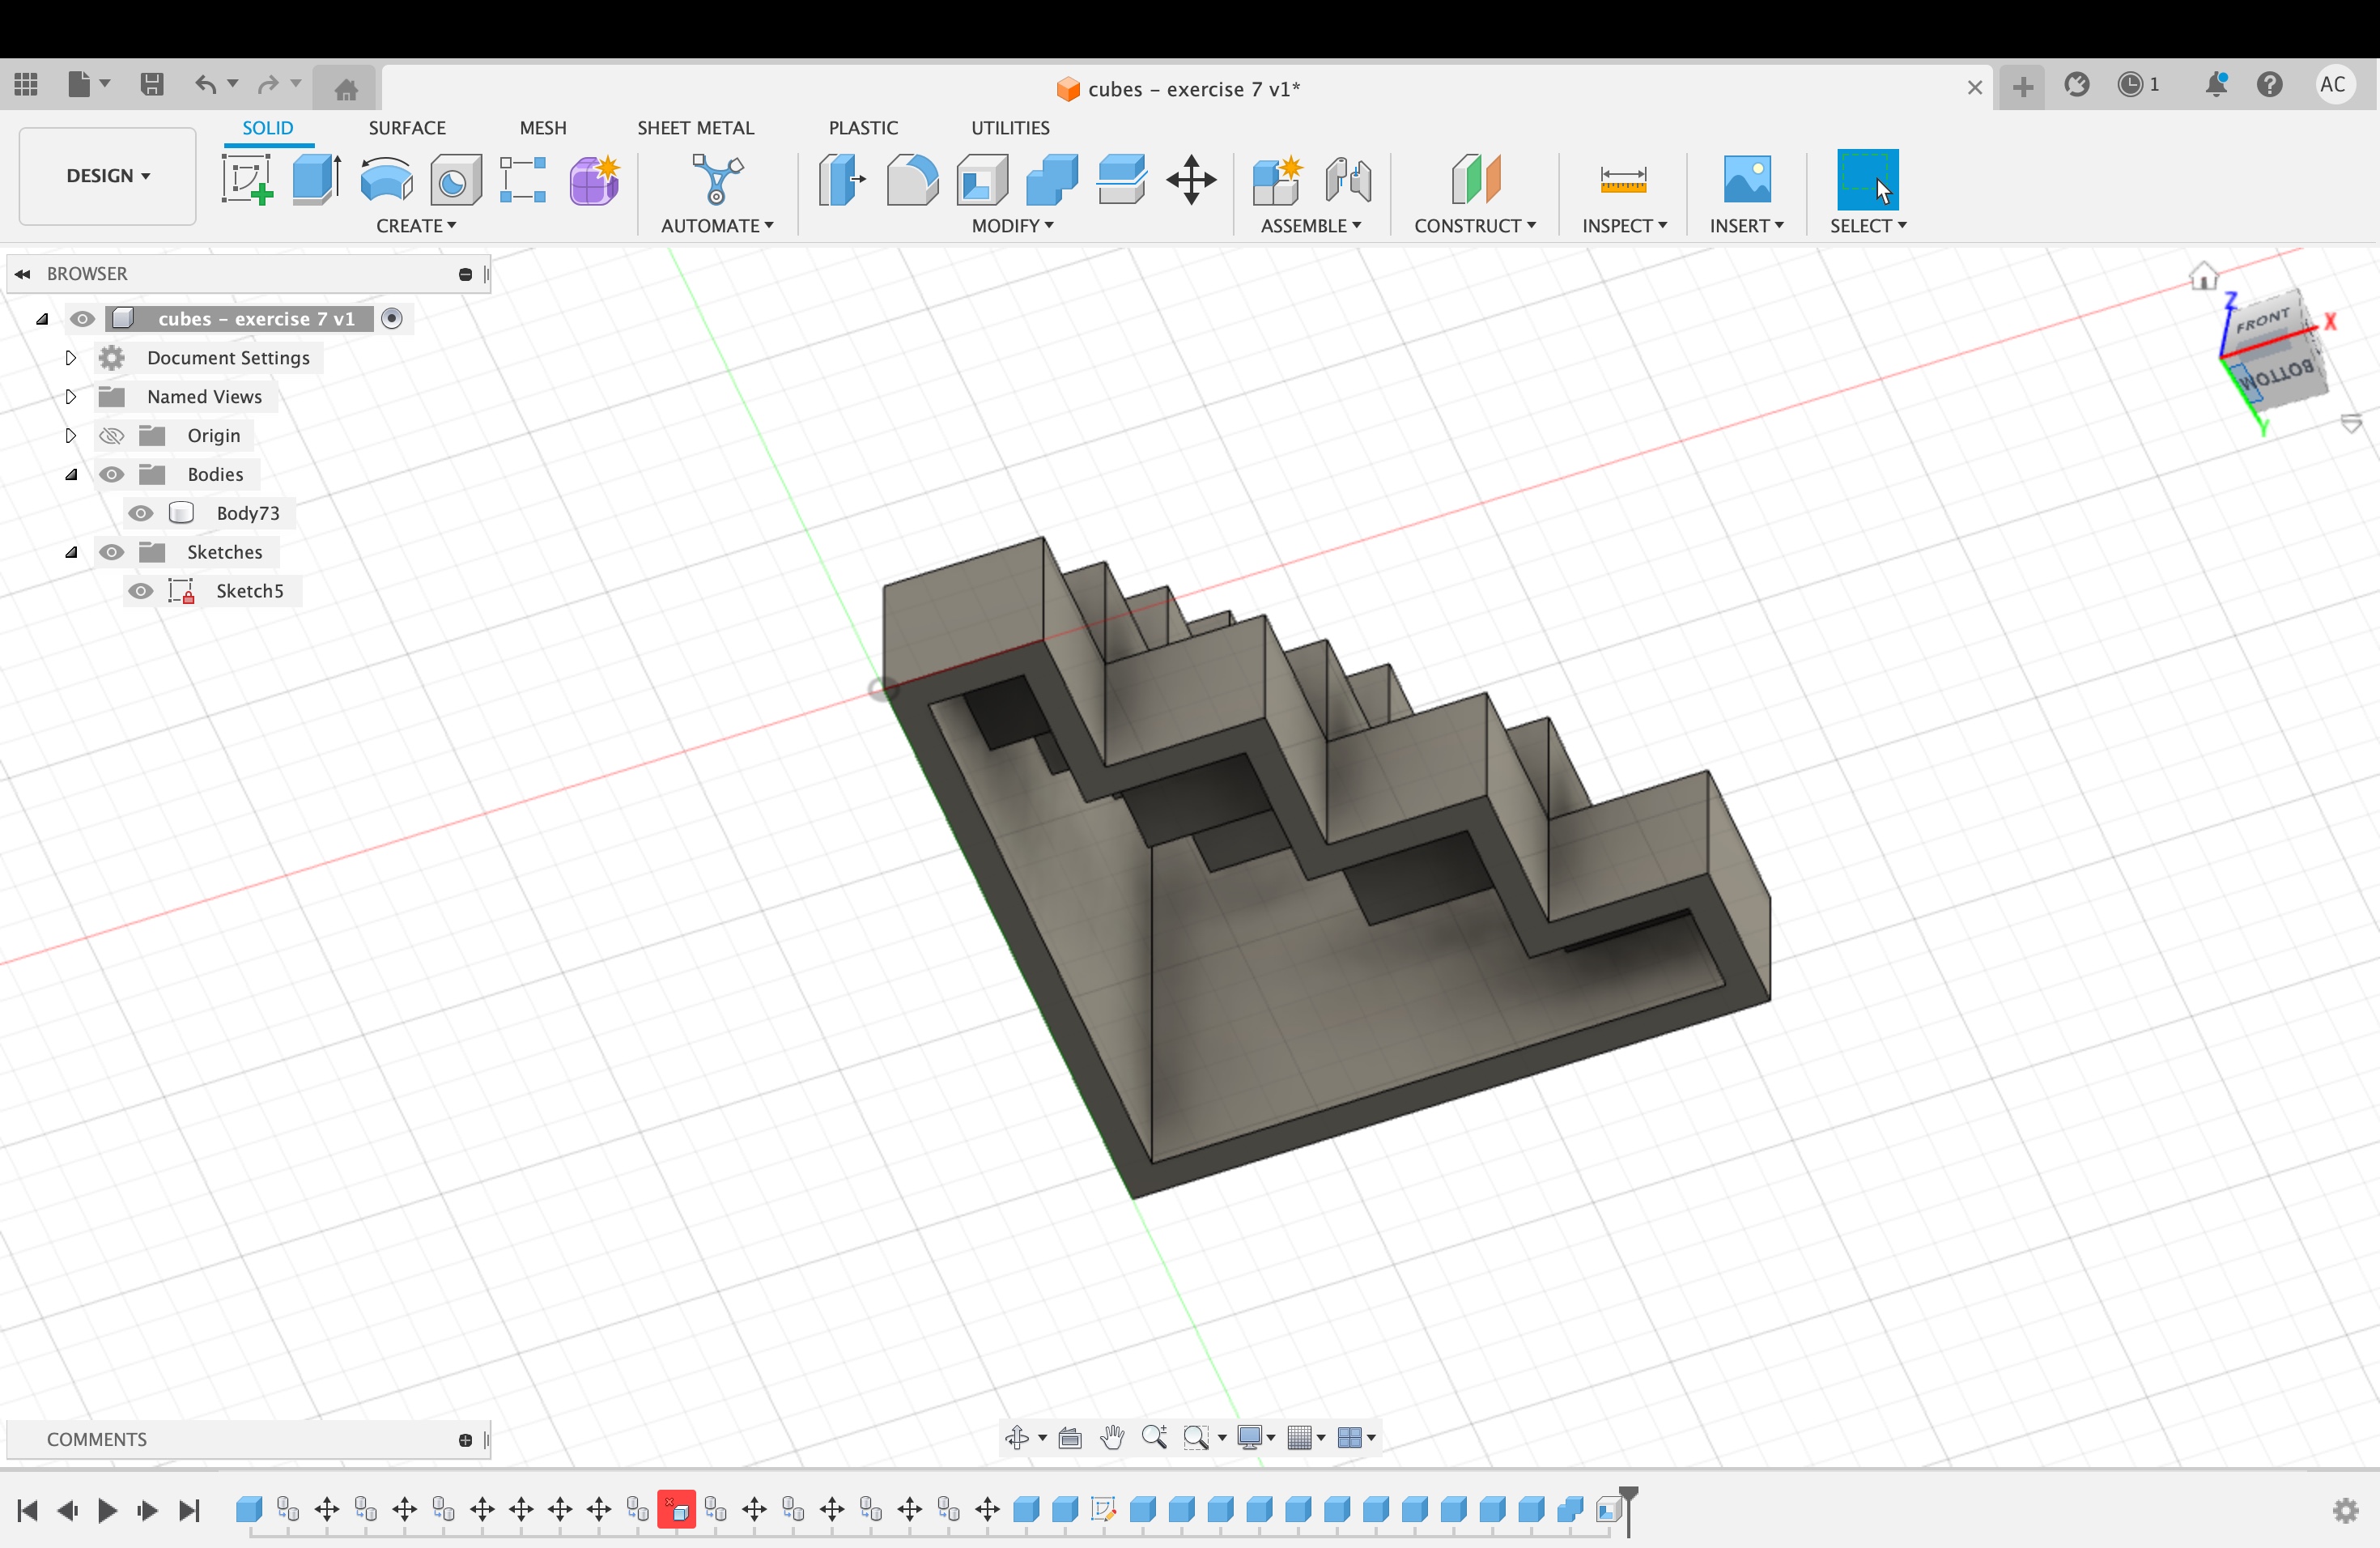 cubes – exercise 7 v1*
1
AC
DESIGN
SOLID
SURFACE
MESH
SHEET METAL
PLASTIC
UTILITIES
CREATE
AUTOMATE
MODIFY
ASSEMBLE
CONSTRUCT
INSPECT
INSERT
SELECT
BROWSER
cubes – exercise 7 v1
Document Settings
Named Views
Origin
Bodies
Body73
Sketches
Sketch5
Z
FRONT
X
BOTTOM
Y
COMMENTS